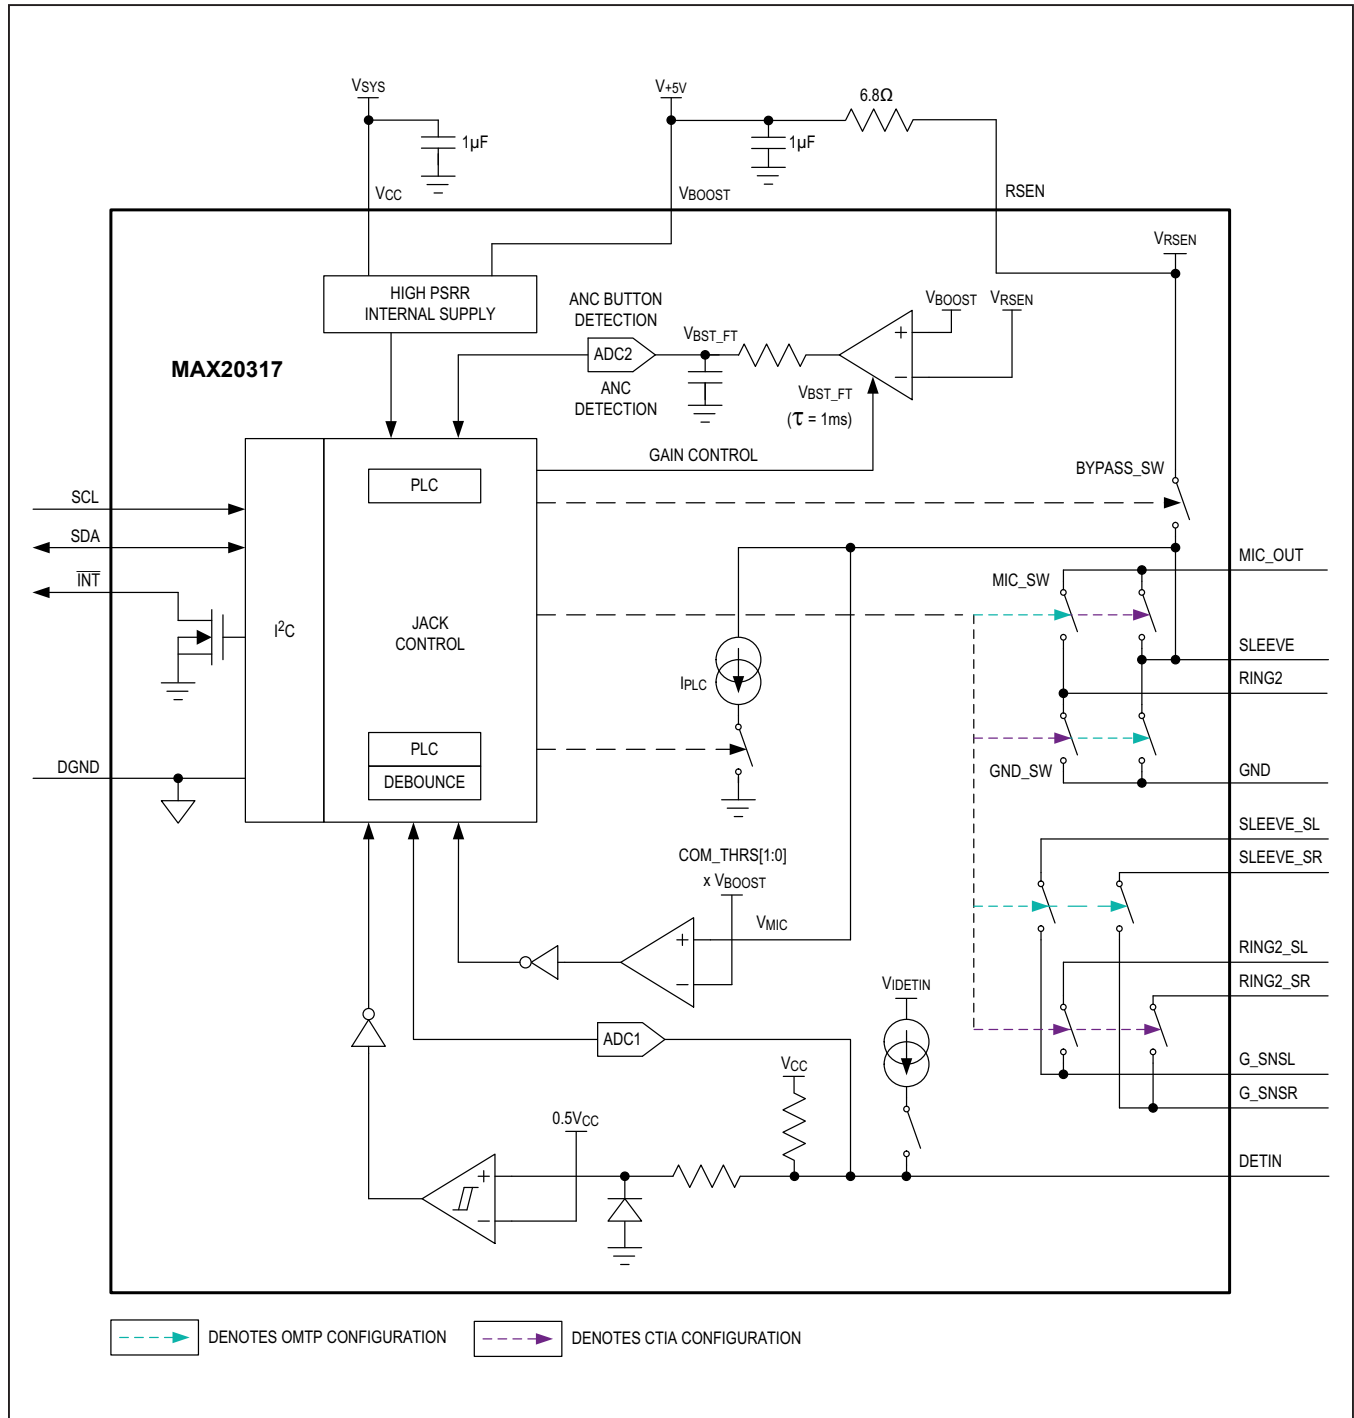 VSYS
V+5V
6.8Ω
1µF
1µF
VCC
VBOOST
RSEN
VRSEN
HIGH PSRR
INTERNAL SUPPLY
ANC BUTTON
DETECTION
VBOOST
VRSEN
VBST_FT
+
ADC2
MAX20317
−
ANC
DETECTION
VBST_FT
(τ = 1ms)
GAIN CONTROL
BYPASS_SW
PLC
SCL
SDA
MIC_OUT
INT
MIC_SW
I2C
JACK
CONTROL
SLEEVE
IPLC
RING2
PLC
DEBOUNCE
DGND
GND_SW
GND
SLEEVE_SL
COM_THRS[1:0]
x VBOOST
SLEEVE_SR
VMIC
+
RING2_SL
−
VIDETIN
RING2_SR
ADC1
VCC
G_SNSL
G_SNSR
0.5VCC
DETIN
+
−
DENOTES OMTP CONFIGURATION
DENOTES CTIA CONFIGURATION